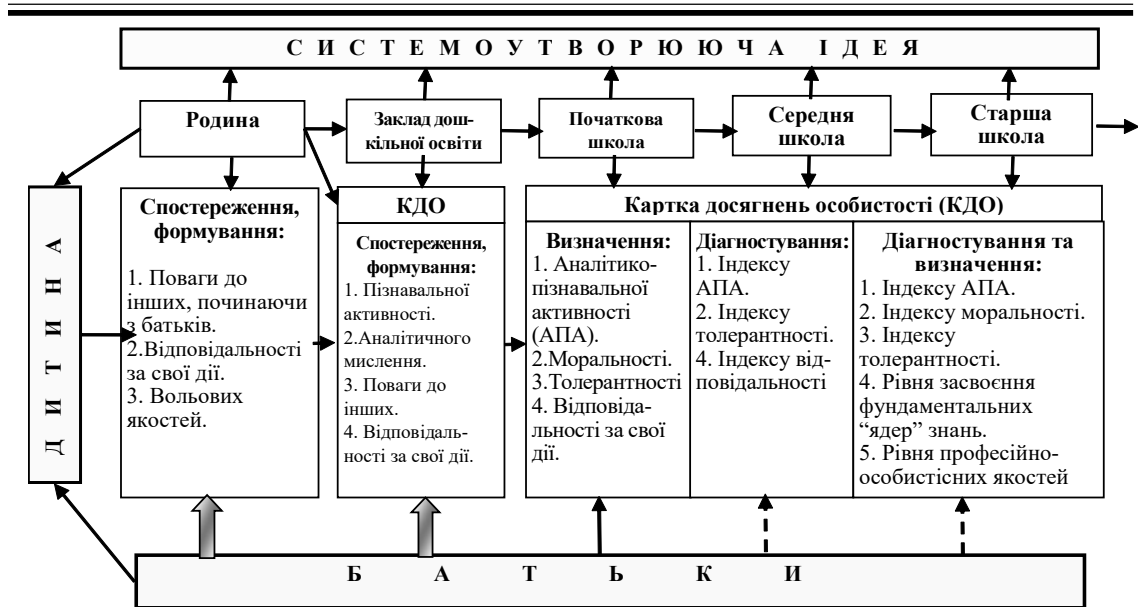 СИСТЕМОУТВОРЮЮЧА ІДЕЯ
Родина
Заклад дош-
кільної освіти
Початкова
школа
Середня
школа
Старша
школа
ДИТИНА
Спостереження,
формування:
1. Поваги до
інших, починаючи
з батьків.
2.Відповідальності
за свої дії.
3. Вольових
якостей.
КДО
Спостереження,
формування:
1. Пізнавальної
активності.
2.Аналітичного
мислення.
3. Поваги до
інших.
4. Відповідаль-
ності за свої дії.
Картка досягнень особистості (КДО)
Визначення:
1. Аналітико-
пізнавальної
активності
(АПА).
2.Моральності.
3.Толерантності
4. Відповіда-
льності за свої
дії.
Діагностування:
1. Індексу
АПА.
2. Індексу
толерантності.
4. Індексу від-
повідальності
Діагностування та
визначення:
1. Індексу АПА.
2. Індексу моральності.
3. Індексу
толерантності.
4. Рівня засвоєння
фундаментальних
“ядер” знань.
5. Рівня професійно-
особистісних якостей
БАТЬКИ